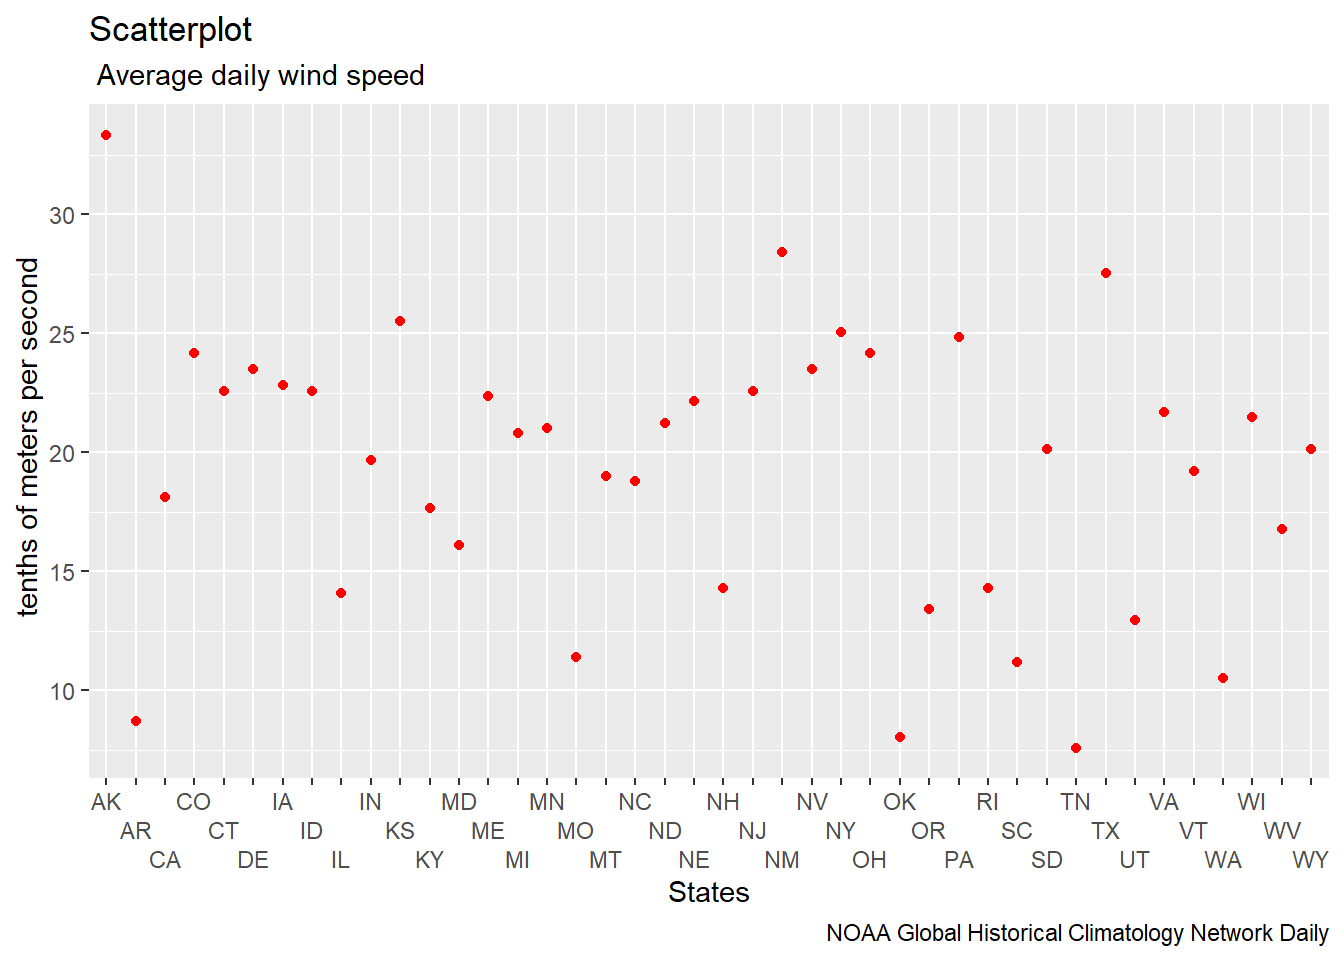 Scatterplot
Average daily wind speed
tenths of meters per second
30
25
20
15
10
AK CO IA IN MD MN NC NH NV OK RI TN VA WI
AR CT ID KS ME MO ND NJ NY OR SC TX VT WV
CA DE IL KY MI MT NE NM OH PA SD UT WA WY
States
NOAA Global Historical Climatology Network Daily